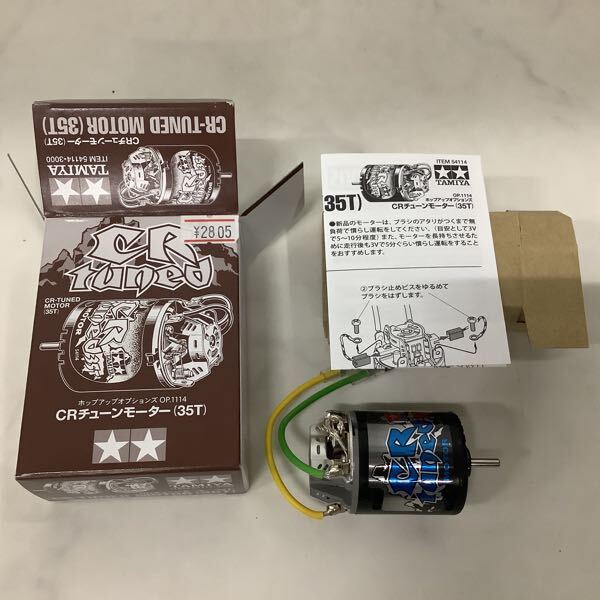 CR-TUNED MOTOR (35T)
CRチューンモーター(35T)
ITEM 54114-3000
TAMIYA
¥2805
CR
tuned
CR-TUNED
MOTOR
(35T)
ホップアップオプションズ OP.1114
CRチューンモーター(35T)
TAMIYA
ITEM 54114
TAMIYA
35T)
OP.1114
ホップアップオプションズ
CRチューンモーター(35T)
●新品のモーターは、ブラシのアタリがつくまで無
負荷で慣らし運転をしてください。(目安として3V
で5〜10分程度)また、モーターを長持ちさせるため
に走行後も3Vで5分ぐらい慣らし運転をすること
をおすすめします。
②ブラシ止めビスをゆるめて
ブラシをはずします。
CR
tuned
MOTOR